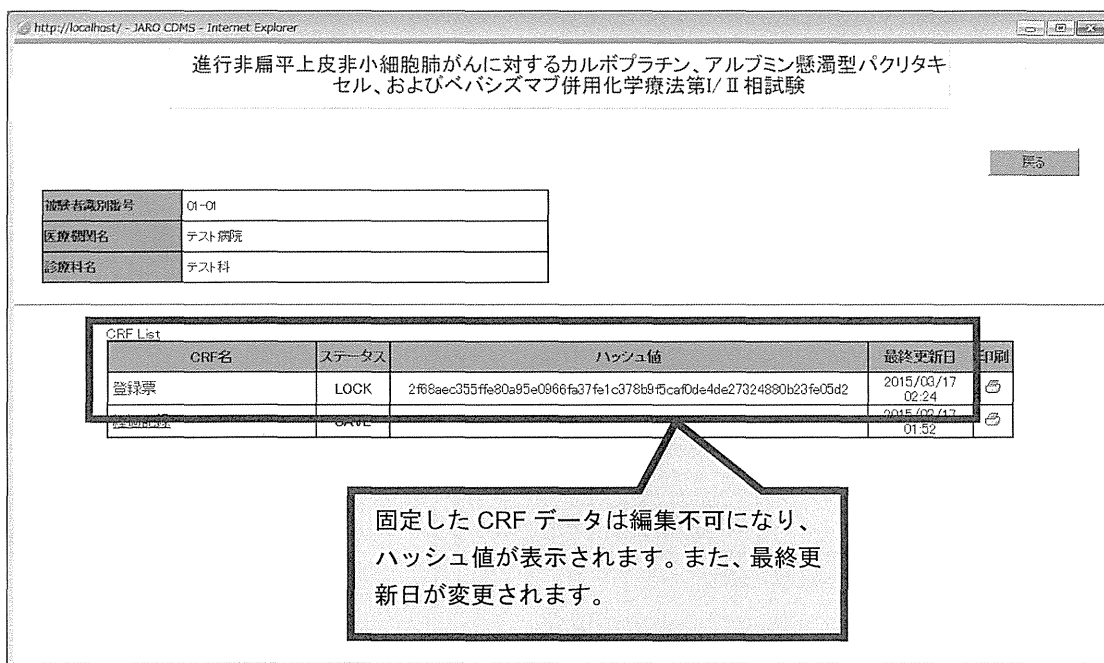 http://localhost/ - JARO CDMS - Internet Explorer
進行非扁平上皮非小細胞肺がんに対するカルボプラチン、アルブミン懸濁型パクリタキ
セル、およびベバシズマブ併用化学療法第I/Ⅱ相試験
戻る
被験者識別番号 01-01
医療機関名 テスト病院
診療科名 テスト科
CRF List
CRF名 ステータス ハッシュ値 最終更新日 印刷
登録票 LOCK 2f68aec355ffe80a95e0966fa37fe1c378b9f5caf0de4de27324880b23fe05d2 2015/03/17
02:24
SAVE 2015/03/17
01:52
固定した CRF データは編集不可になり、
ハッシュ値が表示されます。また、最終更
新日が変更されます。